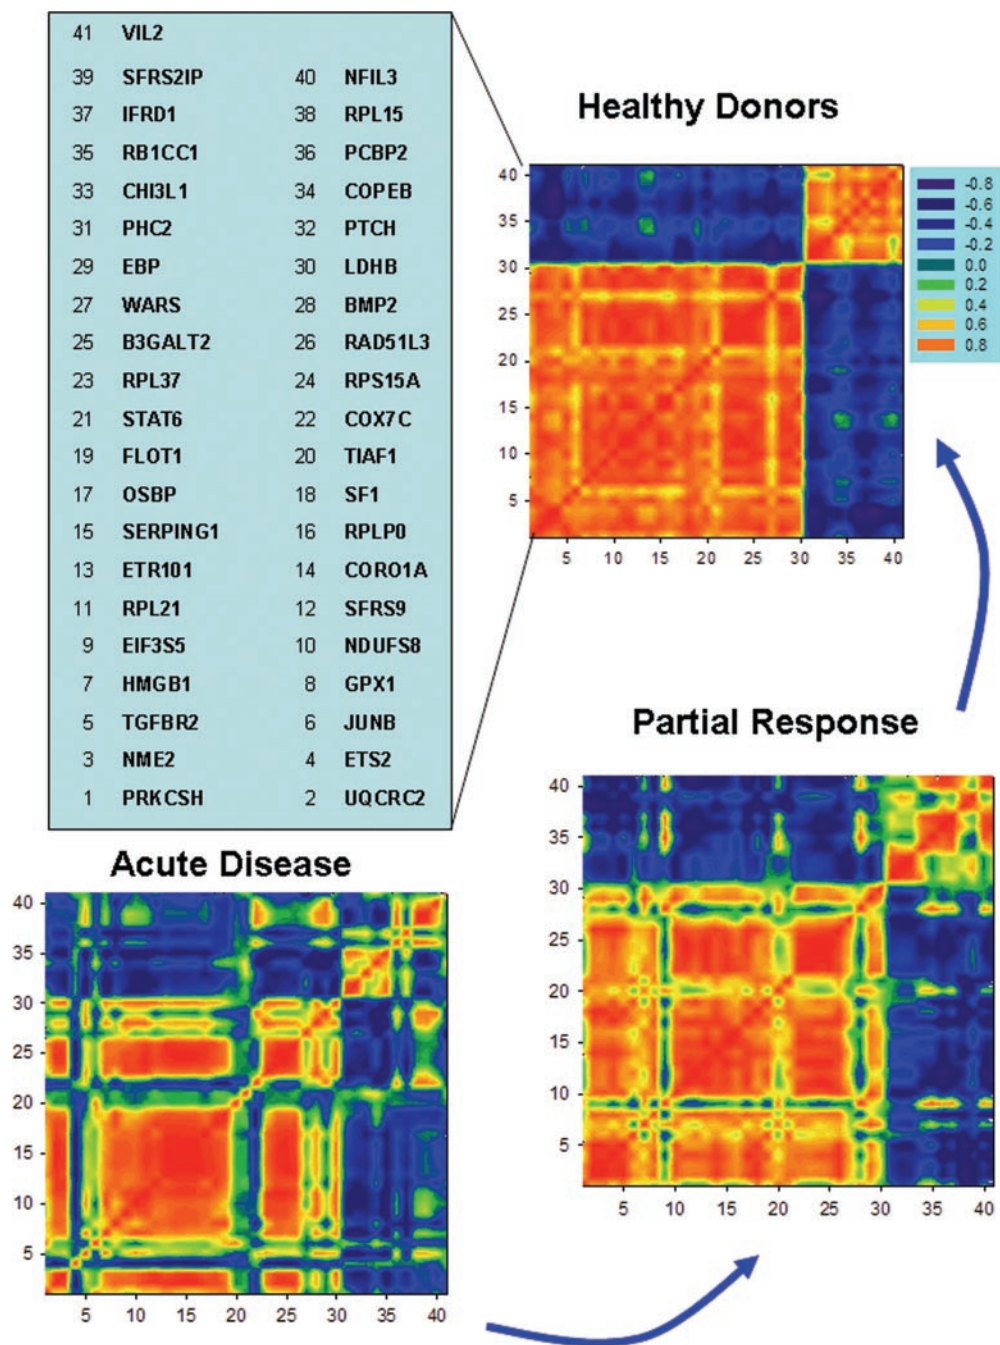 41 VIL2
39 SFRS2IP 40 NFIL3
37 IFRD1 38 RPL15
35 RB1CC1 36 PCBP2
33 CHI3L1 34 COPEB
31 PHC2 32 PTCH
29 EBP 30 LDHB
27 WARS 28 BMP2
25 B3GALT2 26 RAD51L3
23 RPL37 24 RPS15A
21 STAT6 22 COX7C
19 FLOT1 20 TIAF1
17 OSBP 18 SF1
15 SERPING1 16 RPLP0
13 ETR101 14 CORO1A
11 RPL21 12 SFRS9
9 EIF3S5 10 NDUFS8
7 HMGB1 8 GPX1
5 TGFBR2 6 JUNB
3 NME2 4 ETS2
1 PRKCSH 2 UQCRC2
Healthy Donors
40
35
30
25
20
15
10
5
5 10 15 20 25 30 35 40
-0.8
-0.6
-0.4
-0.2
0.0
0.2
0.4
0.6
0.8
Partial Response
40
35
30
25
20
15
10
5
5 10 15 20 25 30 35 40
Acute Disease
40
35
30
25
20
15
10
5
5 10 15 20 25 30 35 40